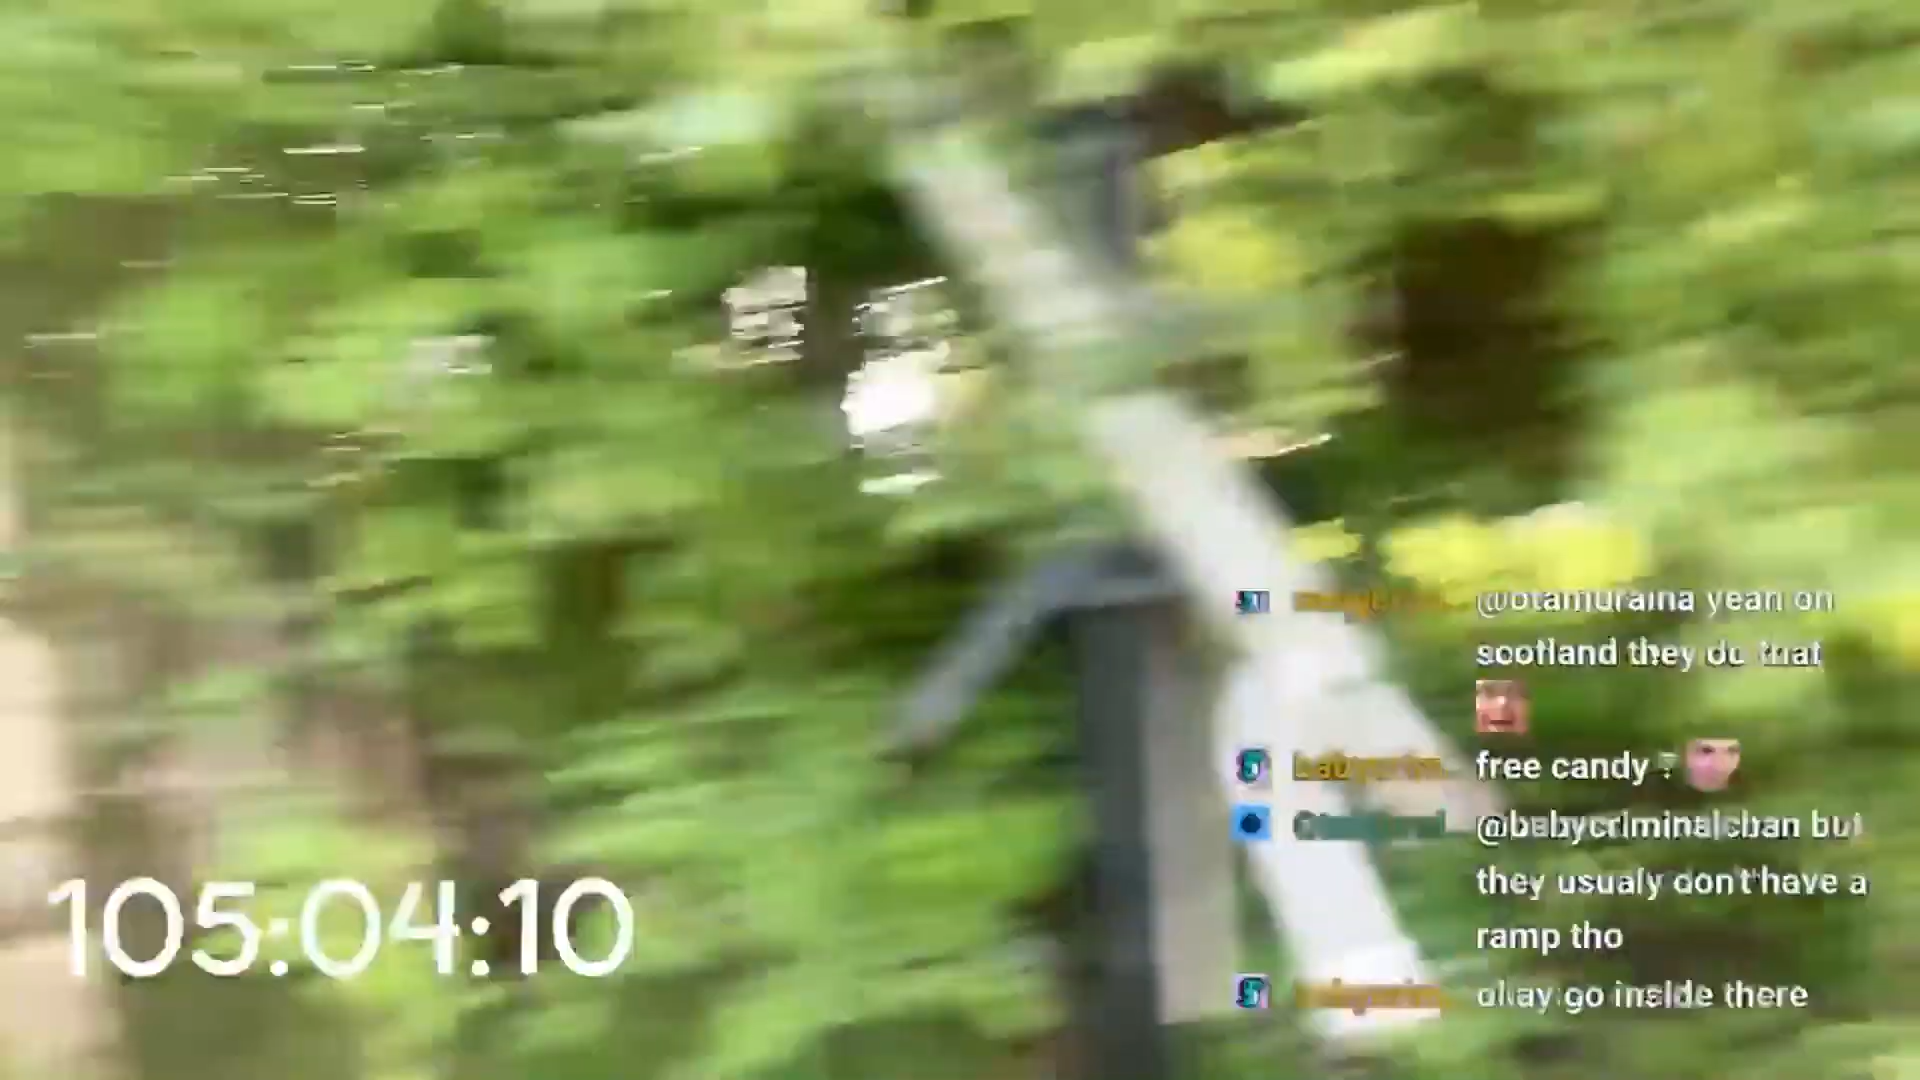 @otamuraina yeah on
scotland they do that
free candy ?
@babycriminalcban but
they usualy don't have a
ramp tho
105:04:10
okay go inside there